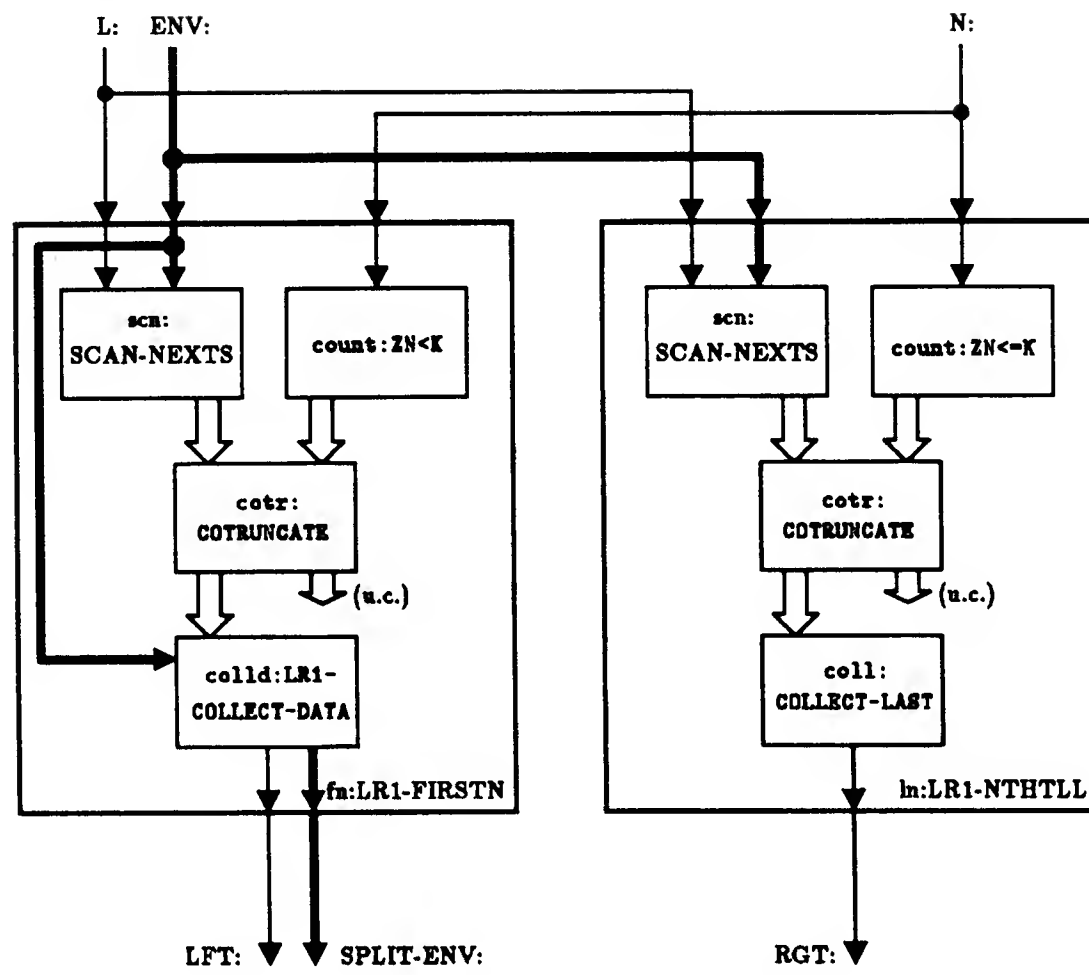 L: ENV: N:
scn:
SCAN-NEXTS
count:ZN<K
scn:
SCAN-NEXTS
count:ZN<=K
cotr:
COTRUNCATE
(u.c.)
cotr:
COTRUNCATE
(u.c.)
colld:LR1-
COLLECT-DATA
coll:
COLLECT-LAST
fn:LR1-FIRSTN
ln:LR1-NTHTLL
LFT: SPLIT-ENV: RGT: